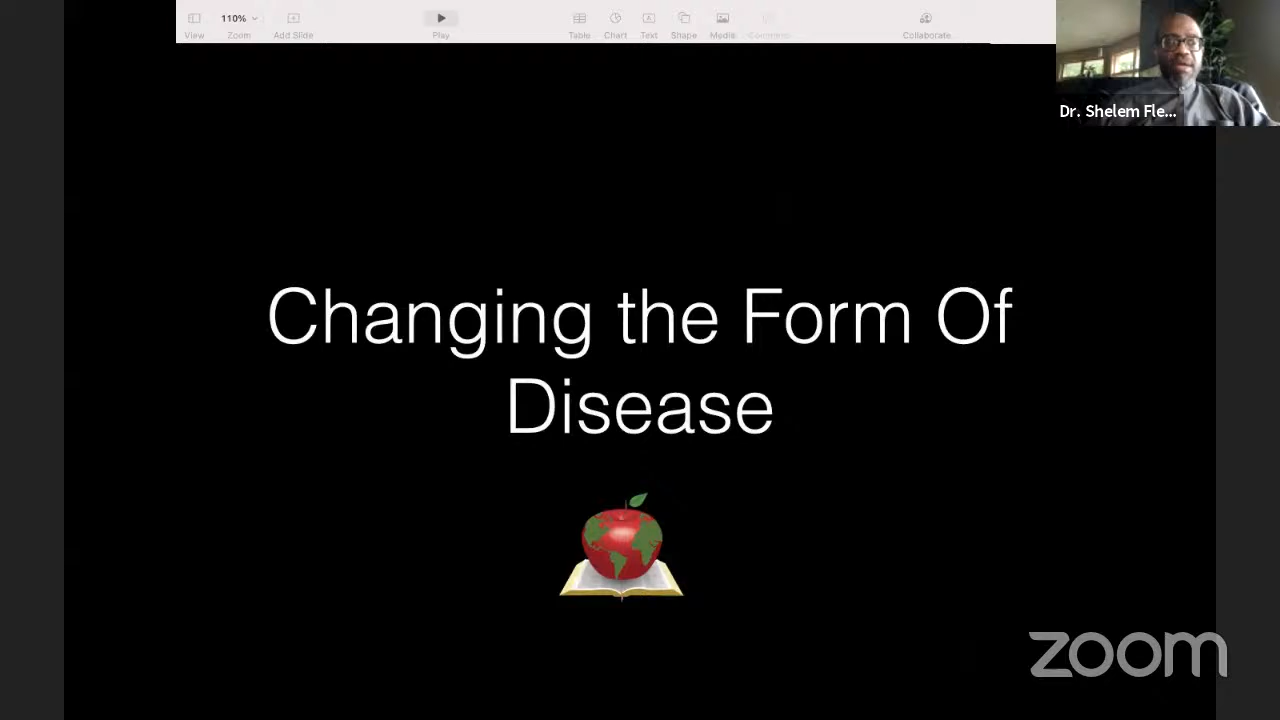 110%
View
Zoom
Add Slide
Play
Table
Chart
Text
Shape
Media
Comment
Collaborate
Dr. Shelem Fle...
Changing the Form Of
Disease
zoom